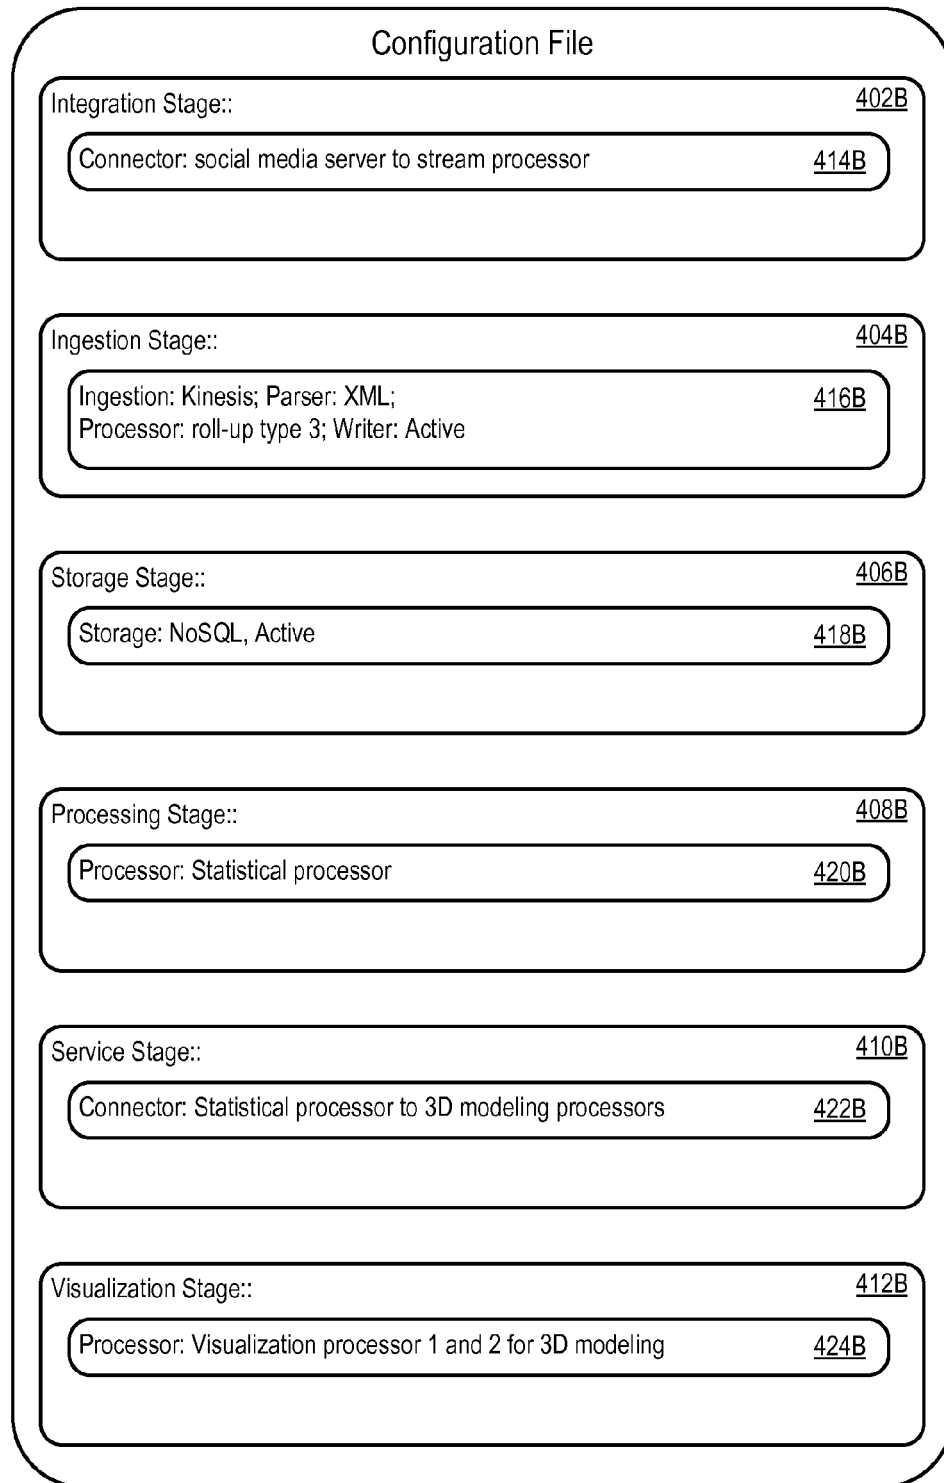 Configuration File
Integration Stage:: 402B
Connector: social media server to stream processor 414B
Ingestion Stage:: 404B
Ingestion: Kinesis; Parser: XML; 416B
Processor: roll-up type 3; Writer: Active
Storage Stage:: 406B
Storage: NoSQL, Active 418B
Processing Stage:: 408B
Processor: Statistical processor 420B
Service Stage:: 410B
Connector: Statistical processor to 3D modeling processors 422B
Visualization Stage:: 412B
Processor: Visualization processor 1 and 2 for 3D modeling 424B